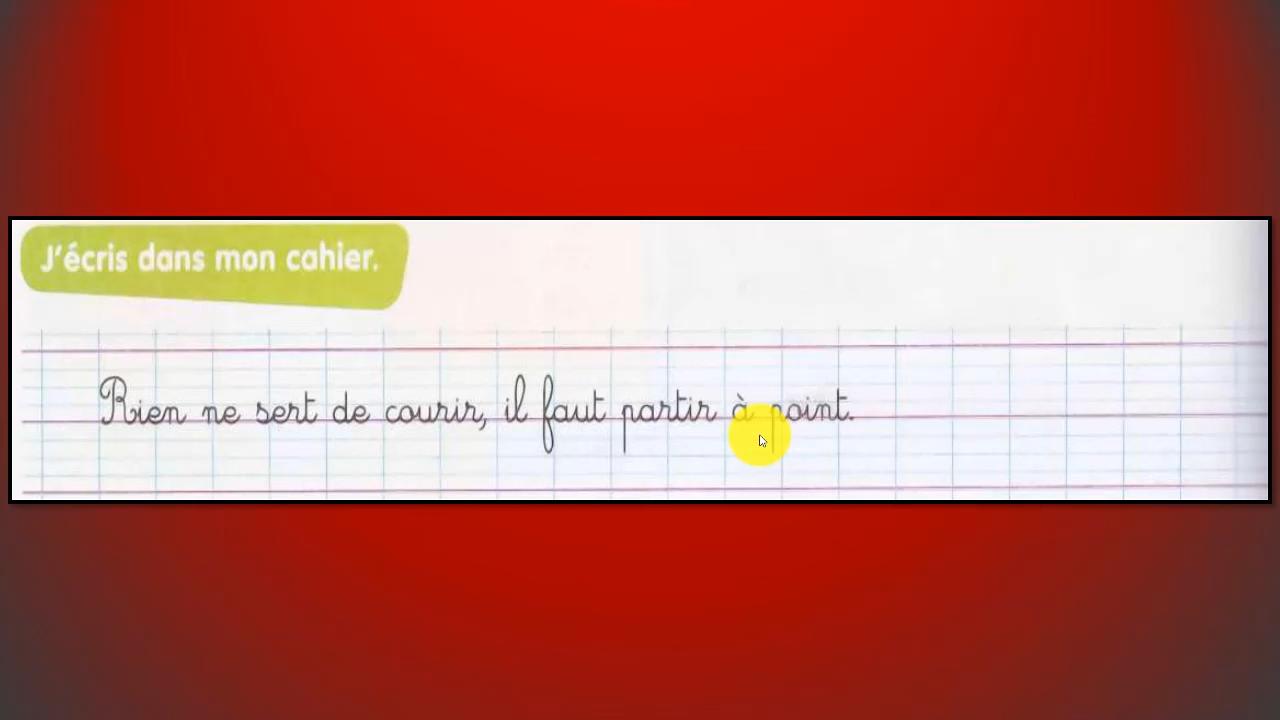 J'écris dans mon cahier.
Rien ne sert de courir, il faut partir à point.